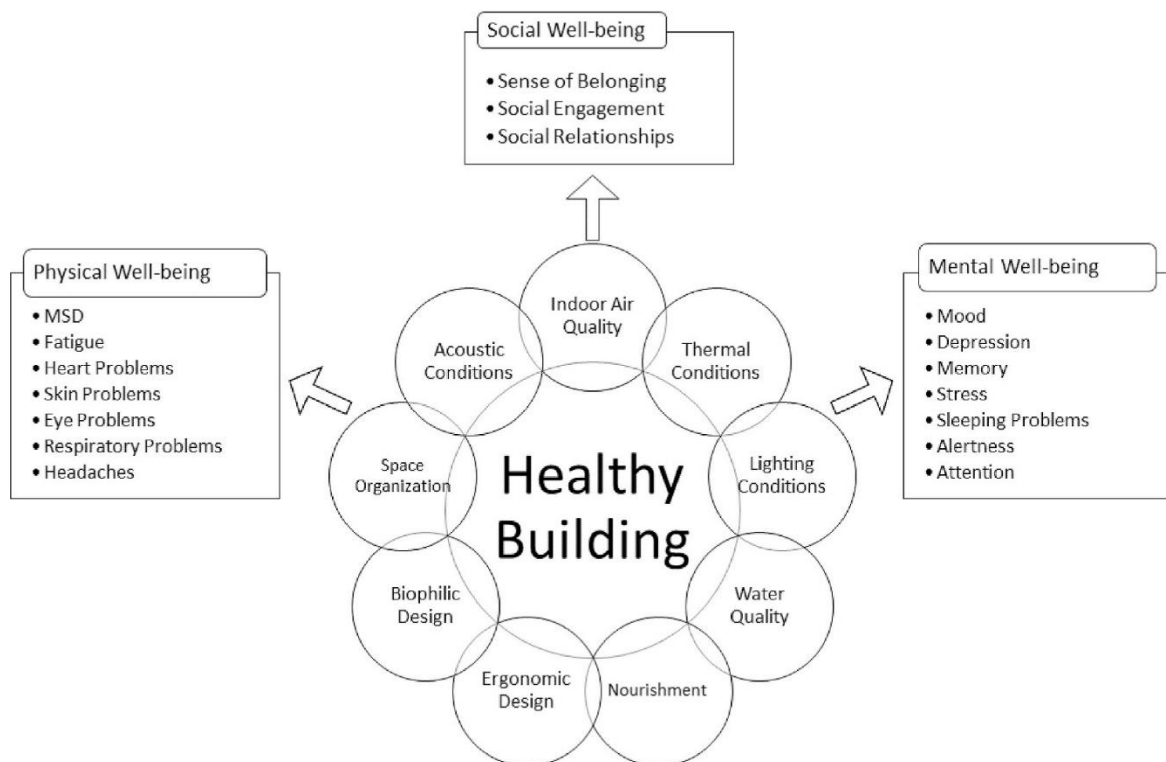 Social Well-being
• Sense of Belonging
• Social Engagement
• Social Relationships
Physical Well-being
• MSD
• Fatigue
• Heart Problems
• Skin Problems
• Eye Problems
• Respiratory Problems
• Headaches
Mental Well-being
• Mood
• Depression
• Memory
• Stress
• Sleeping Problems
• Alertness
• Attention
Indoor Air
Quality
Thermal
Conditions
Lighting
Conditions
Water
Quality
Nourishment
Ergonomic
Design
Biophilic
Design
Space
Organization
Acoustic
Conditions
Healthy
Building